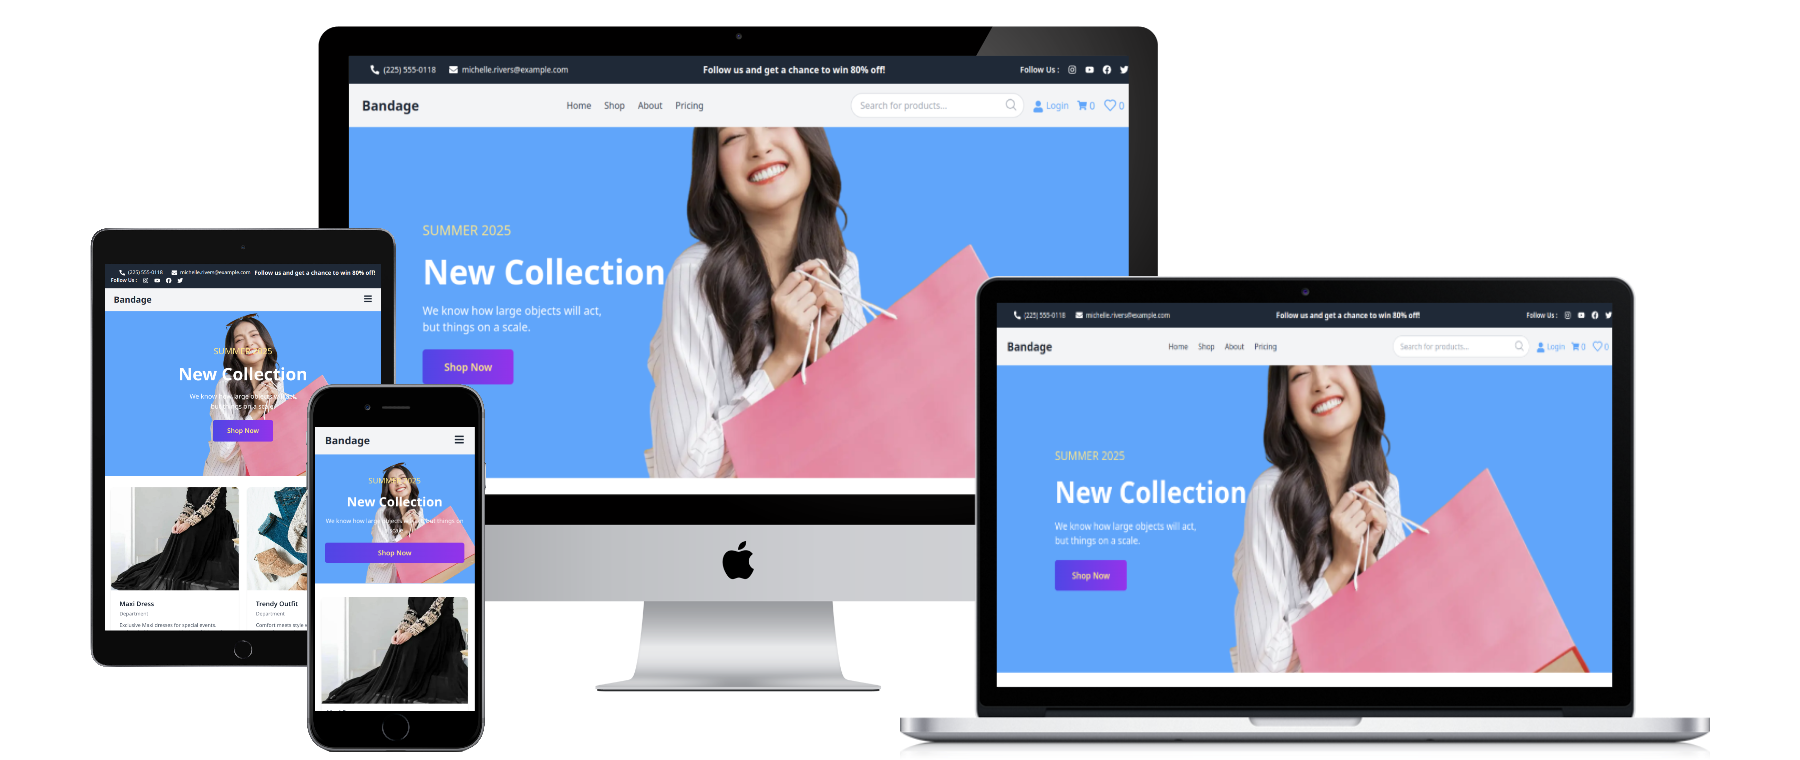 (225) 555-0118 michelle.rivers@example.com Follow us and get a chance to win 80% off! Follow Us :
Bandage Home Shop About Pricing Search for products... Login 0 0
SUMMER 2025
New Collection
We know how large objects will act,
but things on a scale.
Shop Now
(225) 555-0118 michelle.rivers@example.com Follow us and get a chance to win 80% off!
Follow Us :
Bandage
SUMMER 2025
New Collection
We know how large objects will act,
but things on a scale.
Shop Now
Maxi Dress
Department
Exclusive Maxi dresses for special events.
Trendy Outfit
Department
Comfort meets style
Bandage
SUMMER 2025
New Collection
We know how large objects will act, but things on
a scale.
Shop Now
(225) 555-0118 michelle.rivers@example.com Follow us and get a chance to win 80% off! Follow Us :
Bandage Home Shop About Pricing Search for products... Login 0 0
SUMMER 2025
New Collection
We know how large objects will act,
but things on a scale.
Shop Now